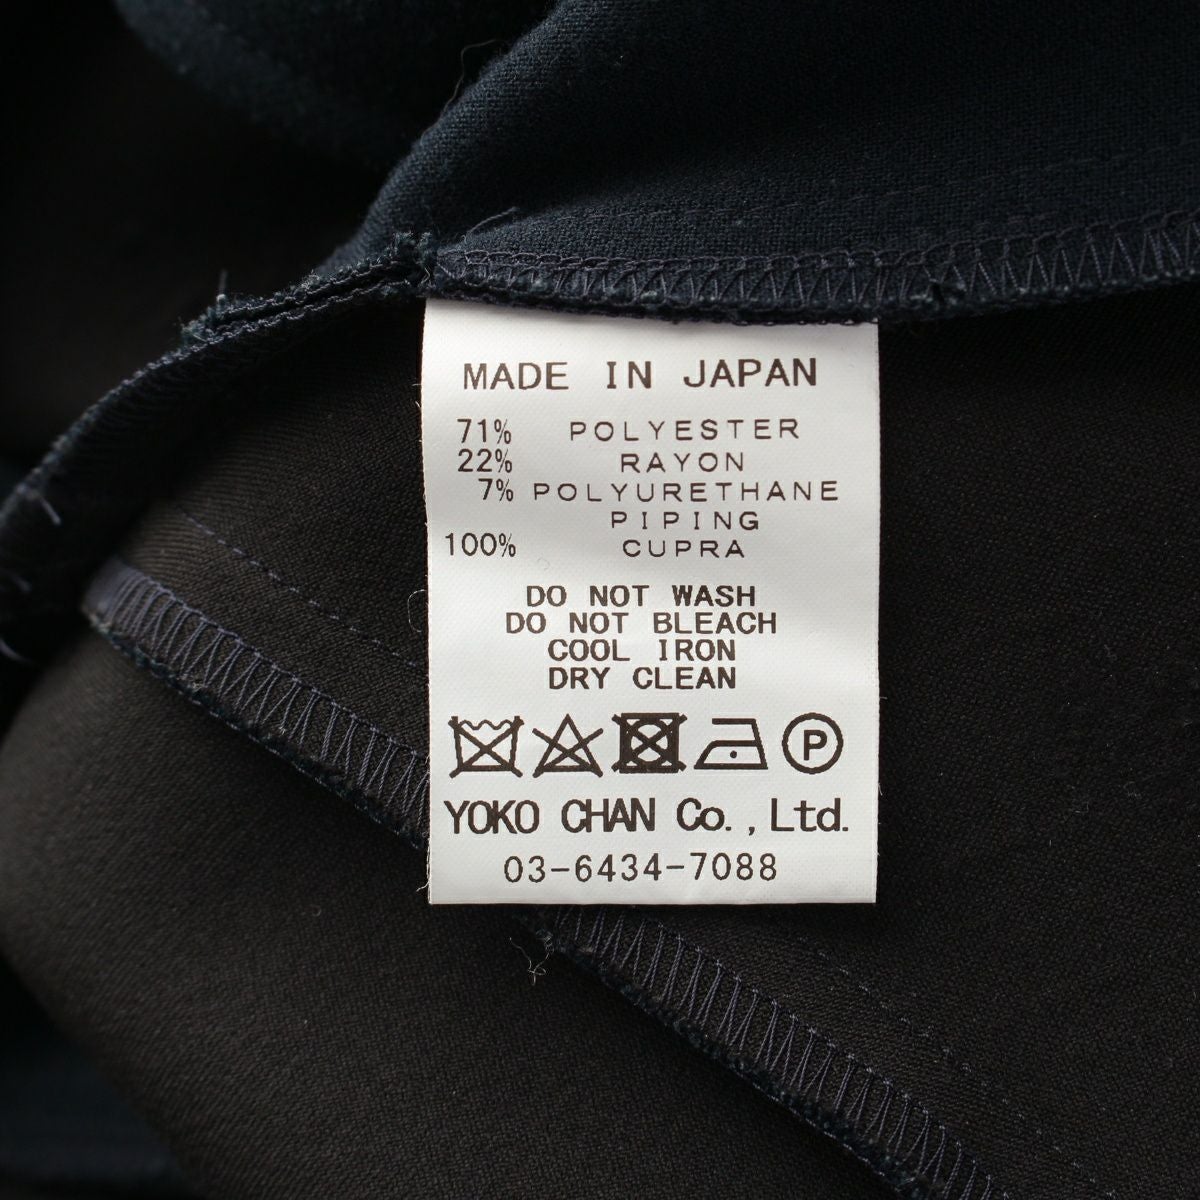 MADE IN JAPAN
71% POLYESTER
22% RAYON
7% POLYURETHANE
PIPING
100% CUPRA
DO NOT WASH
DO NOT BLEACH
COOL IRON
DRY CLEAN
P
YOKO CHAN Co., Ltd.
03-6434-7088